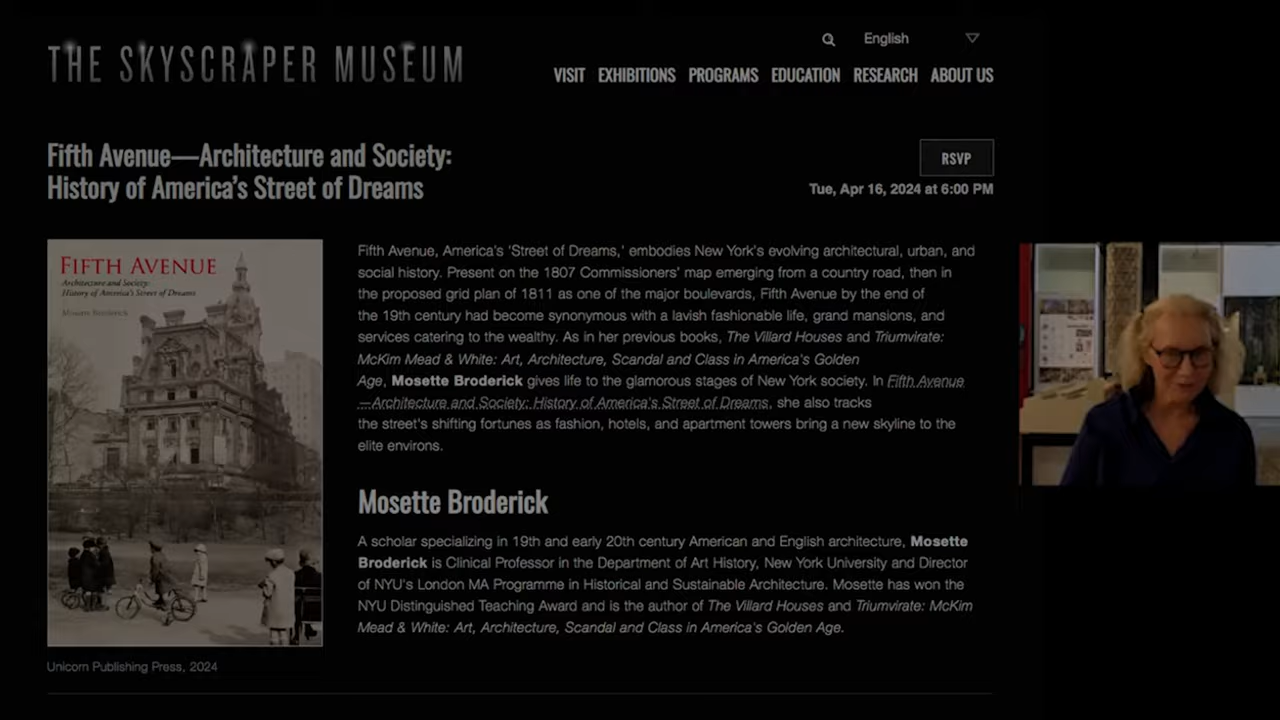 THE SKYSCRAPER MUSEUM
English
VISIT EXHIBITIONS PROGRAMS EDUCATION RESEARCH ABOUT US
Fifth Avenue—Architecture and Society:
History of America's Street of Dreams
RSVP
Tue, Apr 16, 2024 at 6:00 PM
FIFTH AVENUE
Architecture and Society:
History of America's Street of Dreams
Mosette Broderick
Unicorn Publishing Press, 2024
Fifth Avenue, America's 'Street of Dreams,' embodies New York's evolving architectural, urban, and
social history. Present on the 1807 Commissioners' map emerging from a country road, then in
the proposed grid plan of 1811 as one of the major boulevards, Fifth Avenue by the end of
the 19th century had become synonymous with a lavish fashionable life, grand mansions, and
services catering to the wealthy. As in her previous books, The Villard Houses and Triumvirate:
McKim Mead & White: Art, Architecture, Scandal and Class in America's Golden
Age, Mosette Broderick gives life to the glamorous stages of New York society. In Fifth Avenue
—Architecture and Society: History of America's Street of Dreams, she also tracks
the street's shifting fortunes as fashion, hotels, and apartment towers bring a new skyline to the
elite environs.
Mosette Broderick
A scholar specializing in 19th and early 20th century American and English architecture, Mosette
Broderick is Clinical Professor in the Department of Art History, New York University and Director
of NYU's London MA Programme in Historical and Sustainable Architecture. Mosette has won the
NYU Distinguished Teaching Award and is the author of The Villard Houses and Triumvirate: McKim
Mead & White: Art, Architecture, Scandal and Class in America's Golden Age.